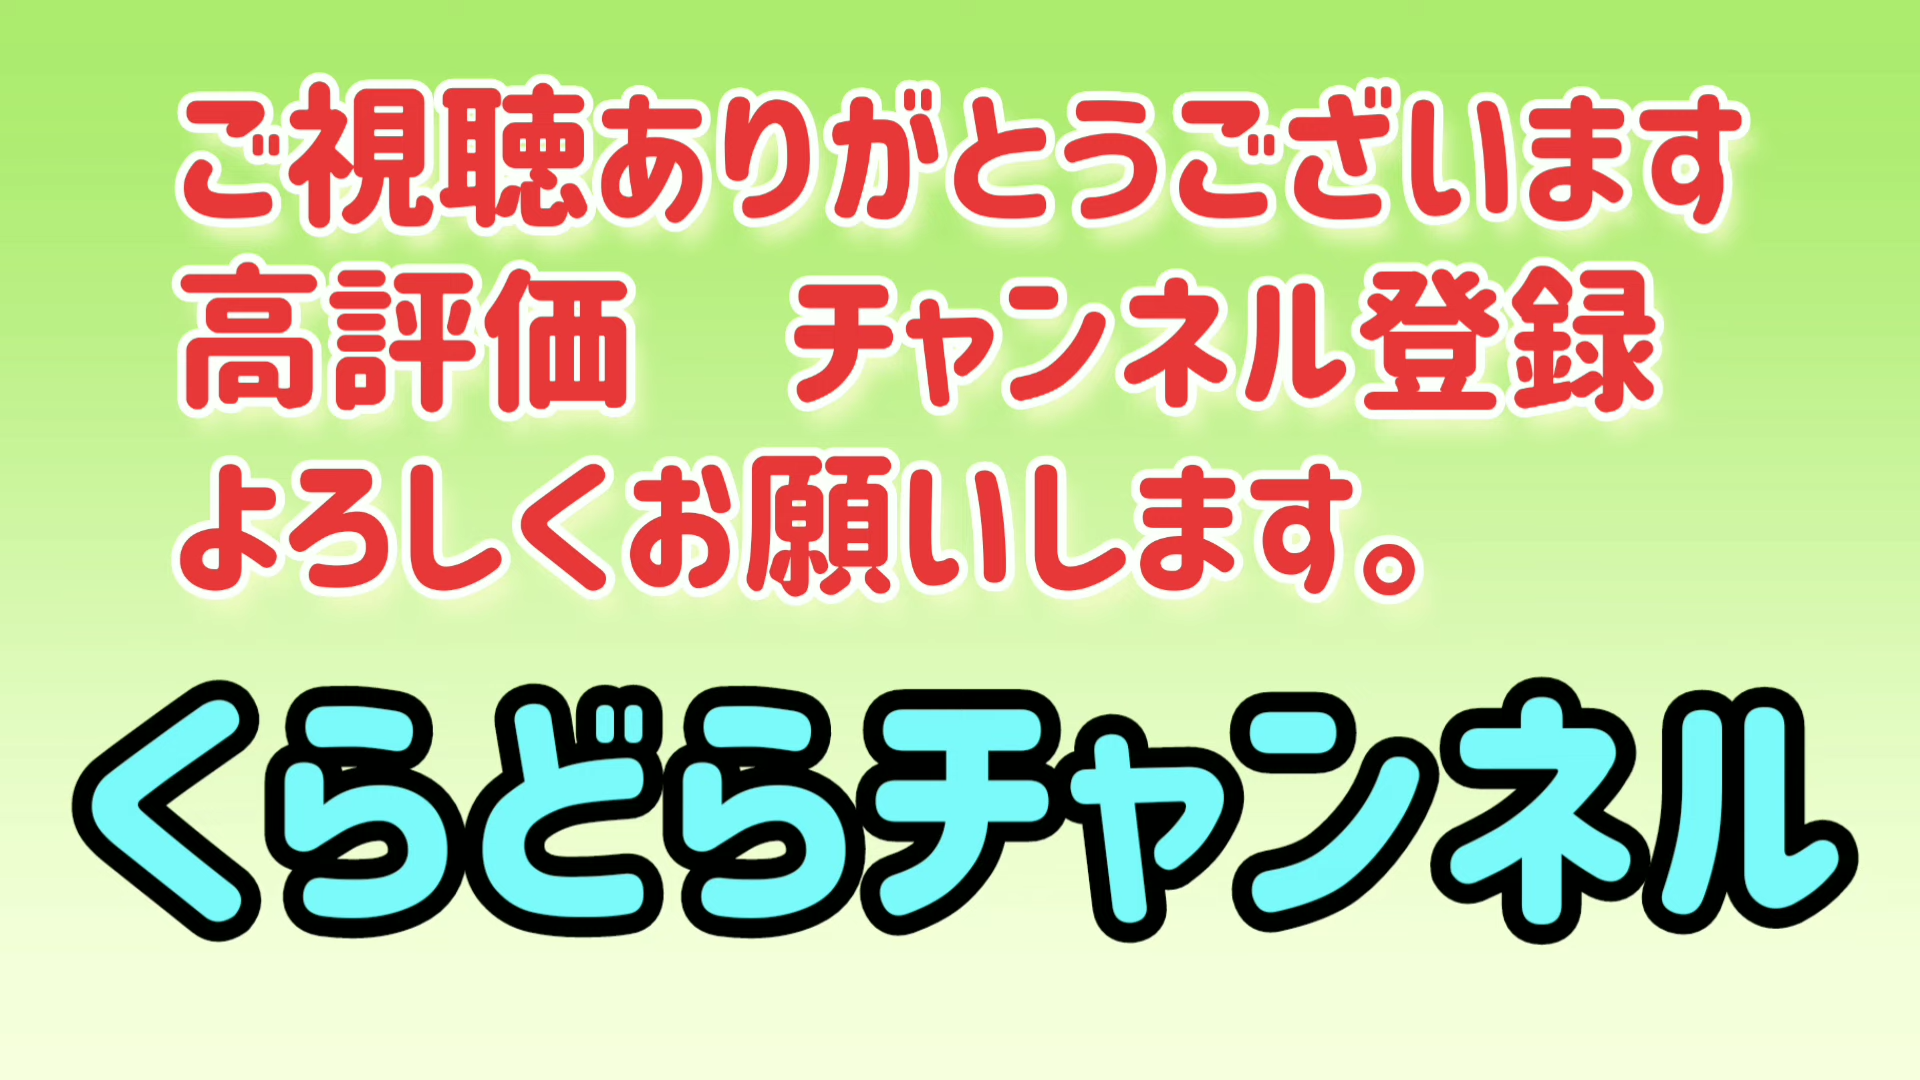 ご視聴ありがとうございます
高評価　チャンネル登録
よろしくお願いします。
くらどらチャンネル